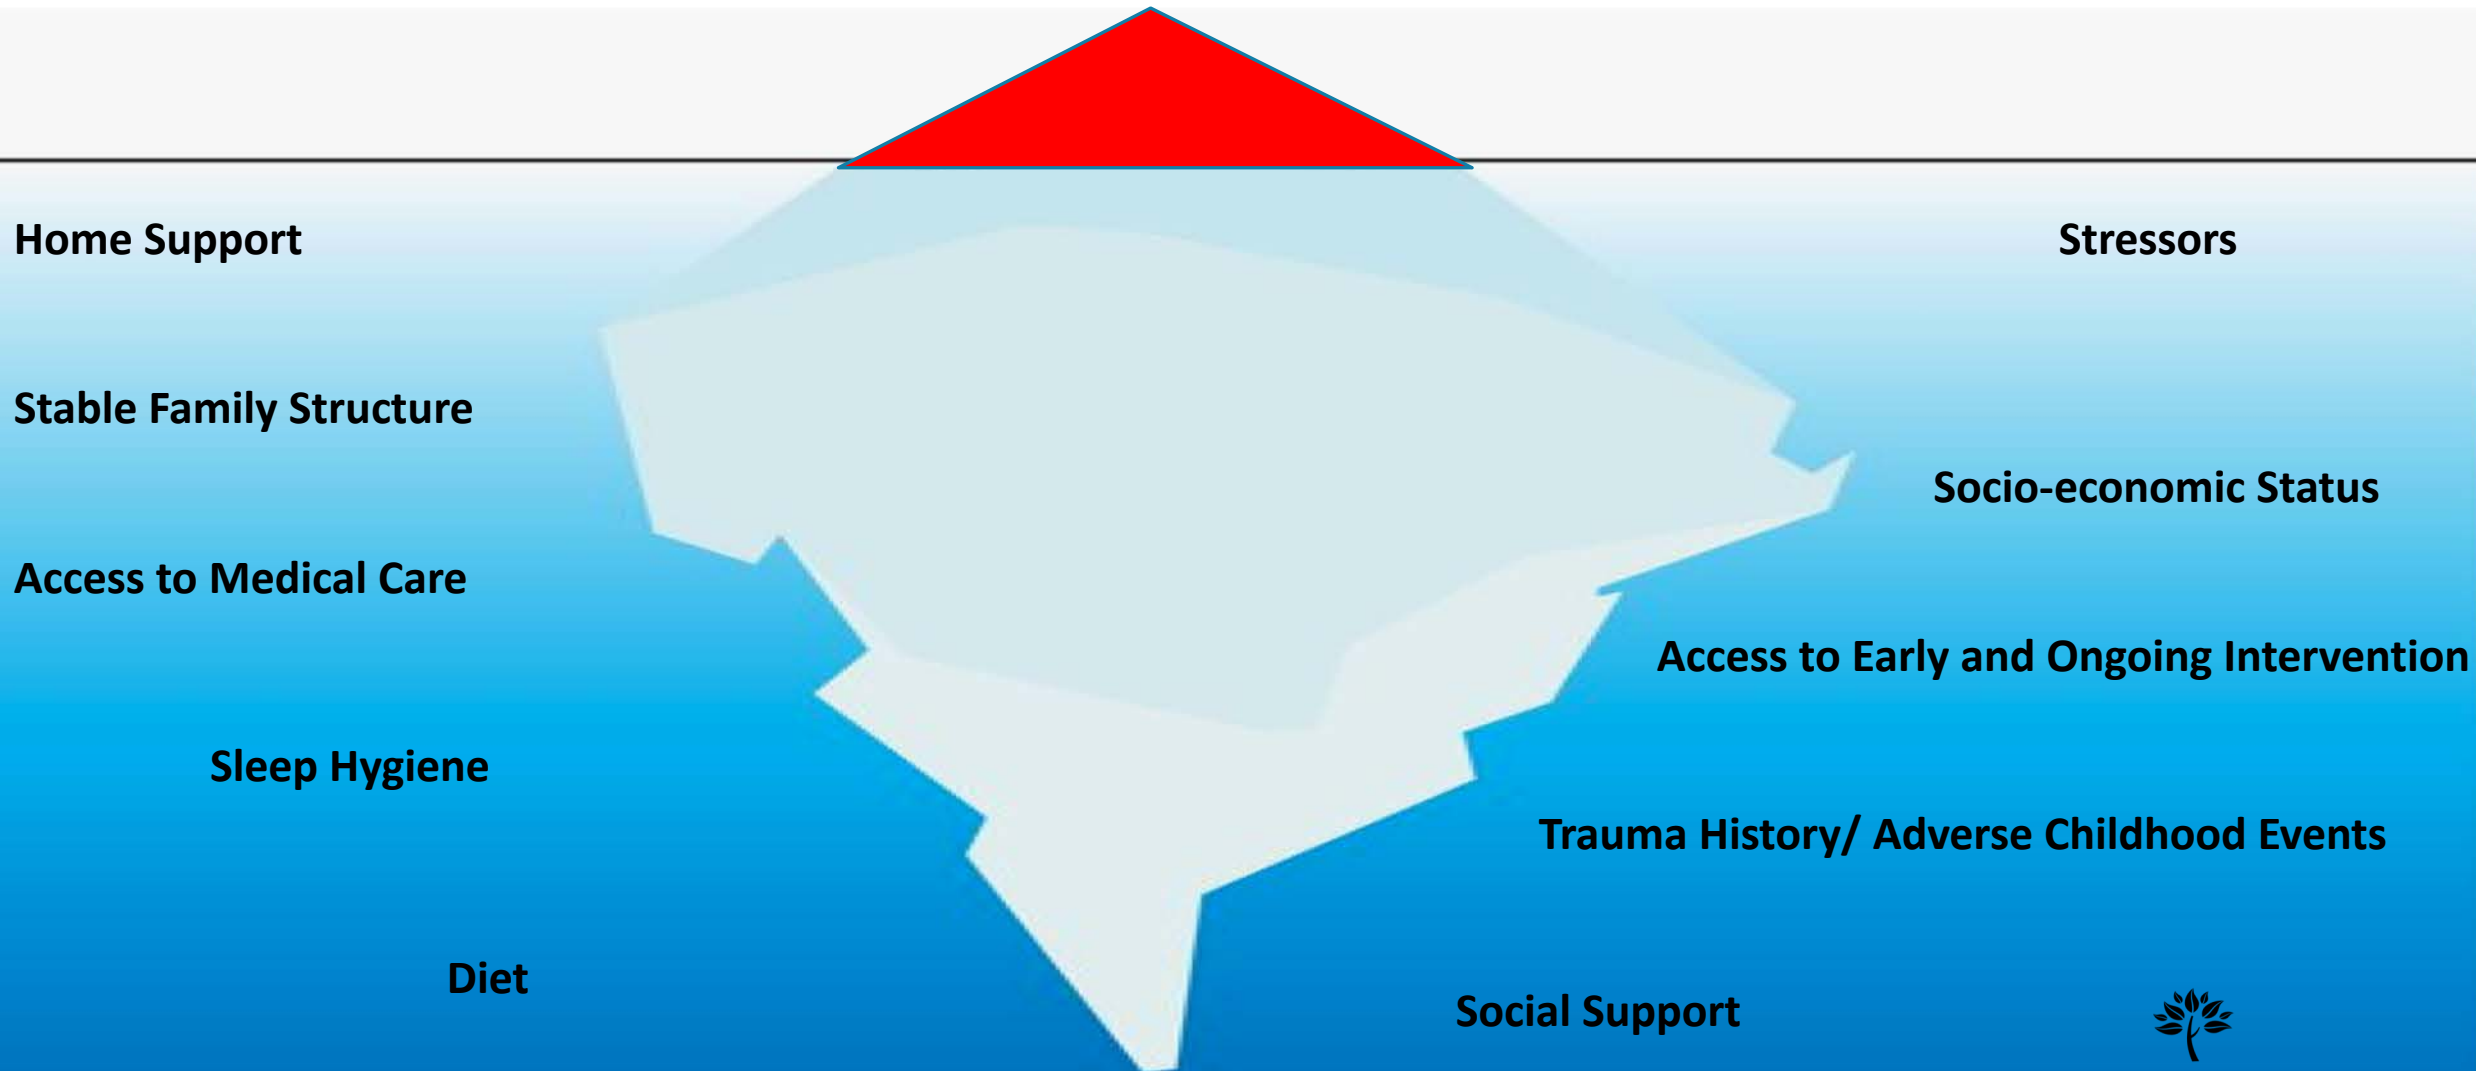 Home Support
Stressors
Stable Family Structure
Socio-economic Status
Access to Medical Care
Access to Early and Ongoing Intervention
Sleep Hygiene
Trauma History/ Adverse Childhood Events
Diet
Social Support